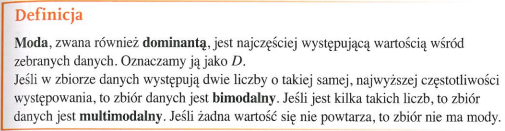 Definicja
Moda, zwana również dominantą, jest najczęściej występującą wartością wśród
zebranych danych. Oznaczamy ją jako D.
Jeśli w zbiorze danych występują dwie liczby o takiej samej, najwyższej częstotliwości
występowania, to zbiór danych jest bimodalny. Jeśli jest kilka takich liczb, to zbiór
danych jest multimodalny. Jeśli żadna wartość się nie powtarza, to zbiór nie ma mody.